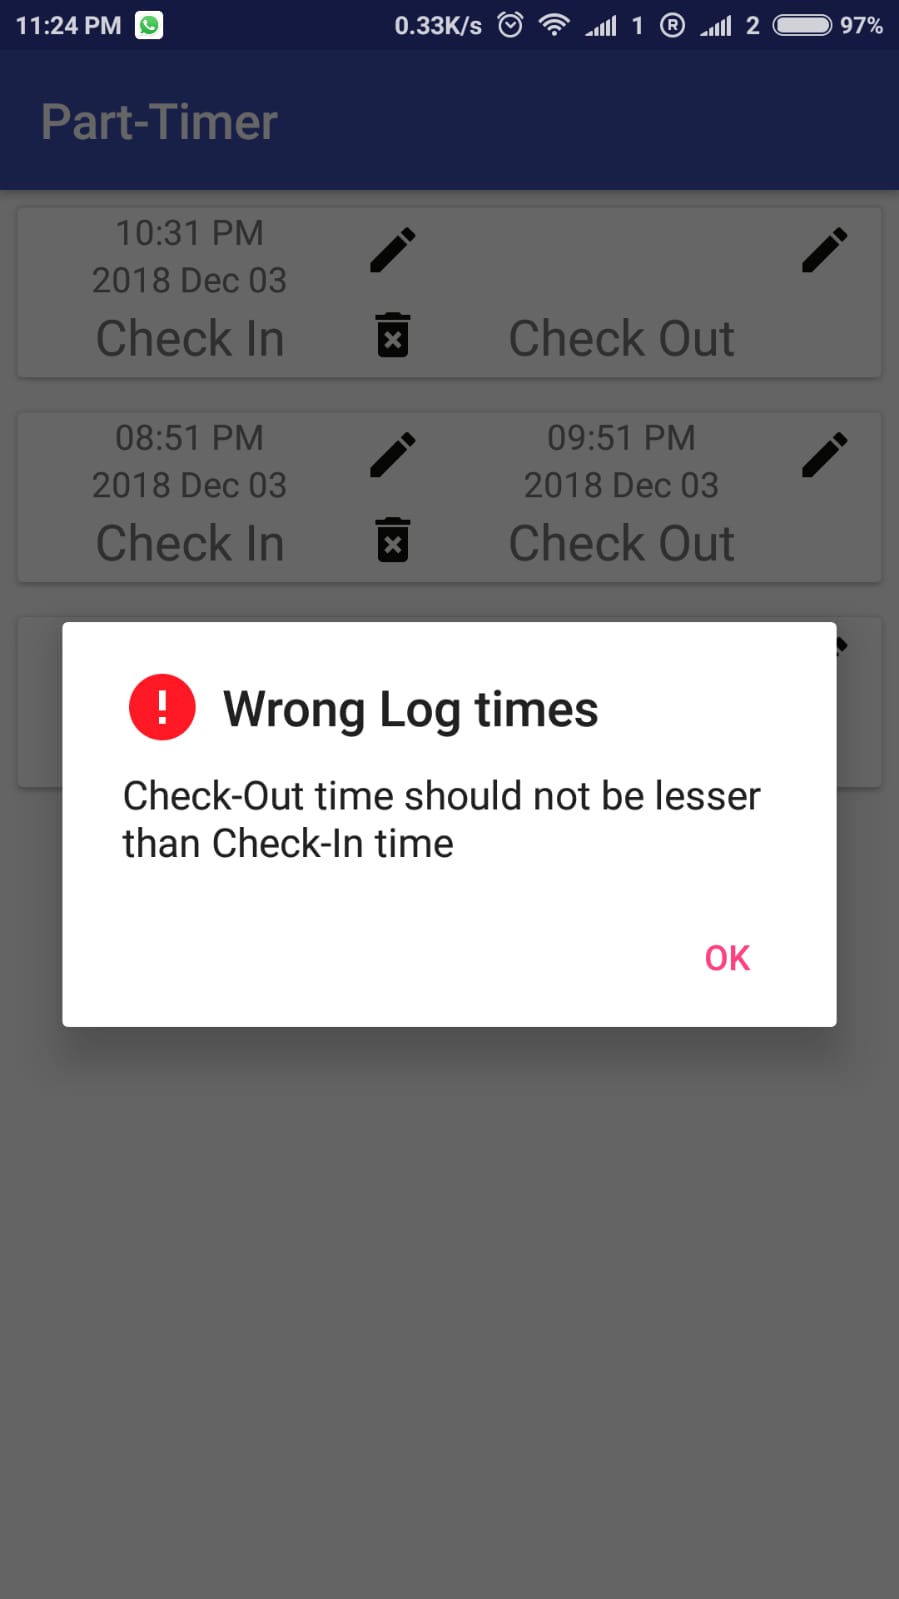 11:24 PM 0.33K/s 1 R 2 97%
Part-Timer
10:31 PM
2018 Dec 03
Check In Check Out
08:51 PM 09:51 PM
2018 Dec 03 2018 Dec 03
Check In Check Out
Wrong Log times
Check-Out time should not be lesser
than Check-In time
OK